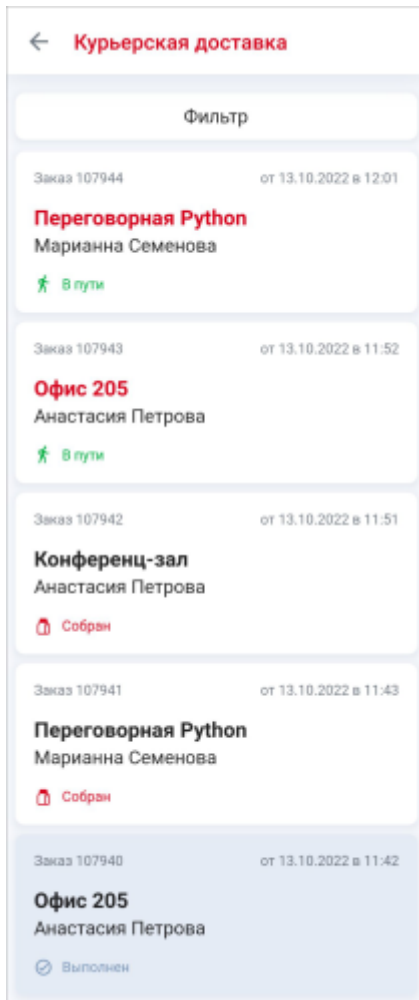 Курьерская доставка
Фильтр
Заказ 107944 от 13.10.2022 в 12:01
Переговорная Python
Марианна Семенова
В пути
Заказ 107943 от 13.10.2022 в 11:52
Офис 205
Анастасия Петрова
В пути
Заказ 107942 от 13.10.2022 в 11:51
Конференц-зал
Анастасия Петрова
Собран
Заказ 107941 от 13.10.2022 в 11:43
Переговорная Python
Марианна Семенова
Собран
Заказ 107940 от 13.10.2022 в 11:42
Офис 205
Анастасия Петрова
Выполнен